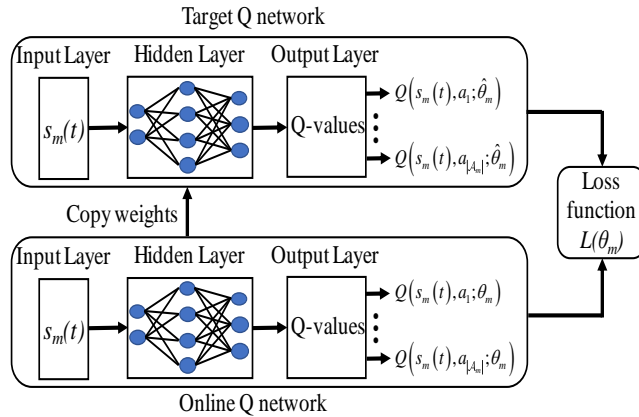 Target Q network
Input Layer Hidden Layer Output Layer
s_m(t)
Q-values
Q(s_m(t), a_1; θ̂_m)
Q(s_m(t), a_{|𝒜_m|}; θ̂_m)
Copy weights
Loss
function
L(θ_m)
Input Layer Hidden Layer Output Layer
s_m(t)
Q-values
Q(s_m(t), a_1; θ_m)
Q(s_m(t), a_{|𝒜_m|}; θ_m)
Online Q network